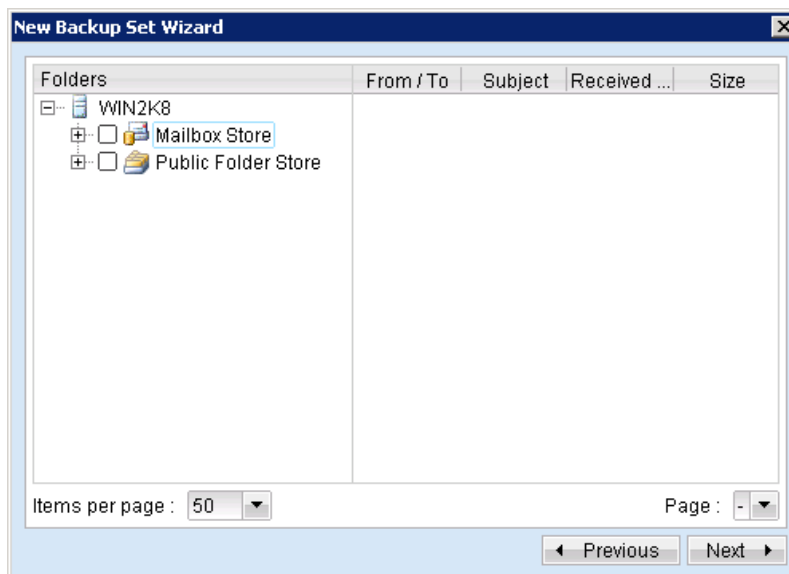 New Backup Set Wizard
Folders From / To Subject Received ... Size
WIN2K8
Mailbox Store
Public Folder Store
Items per page : 50 Page : -
Previous Next